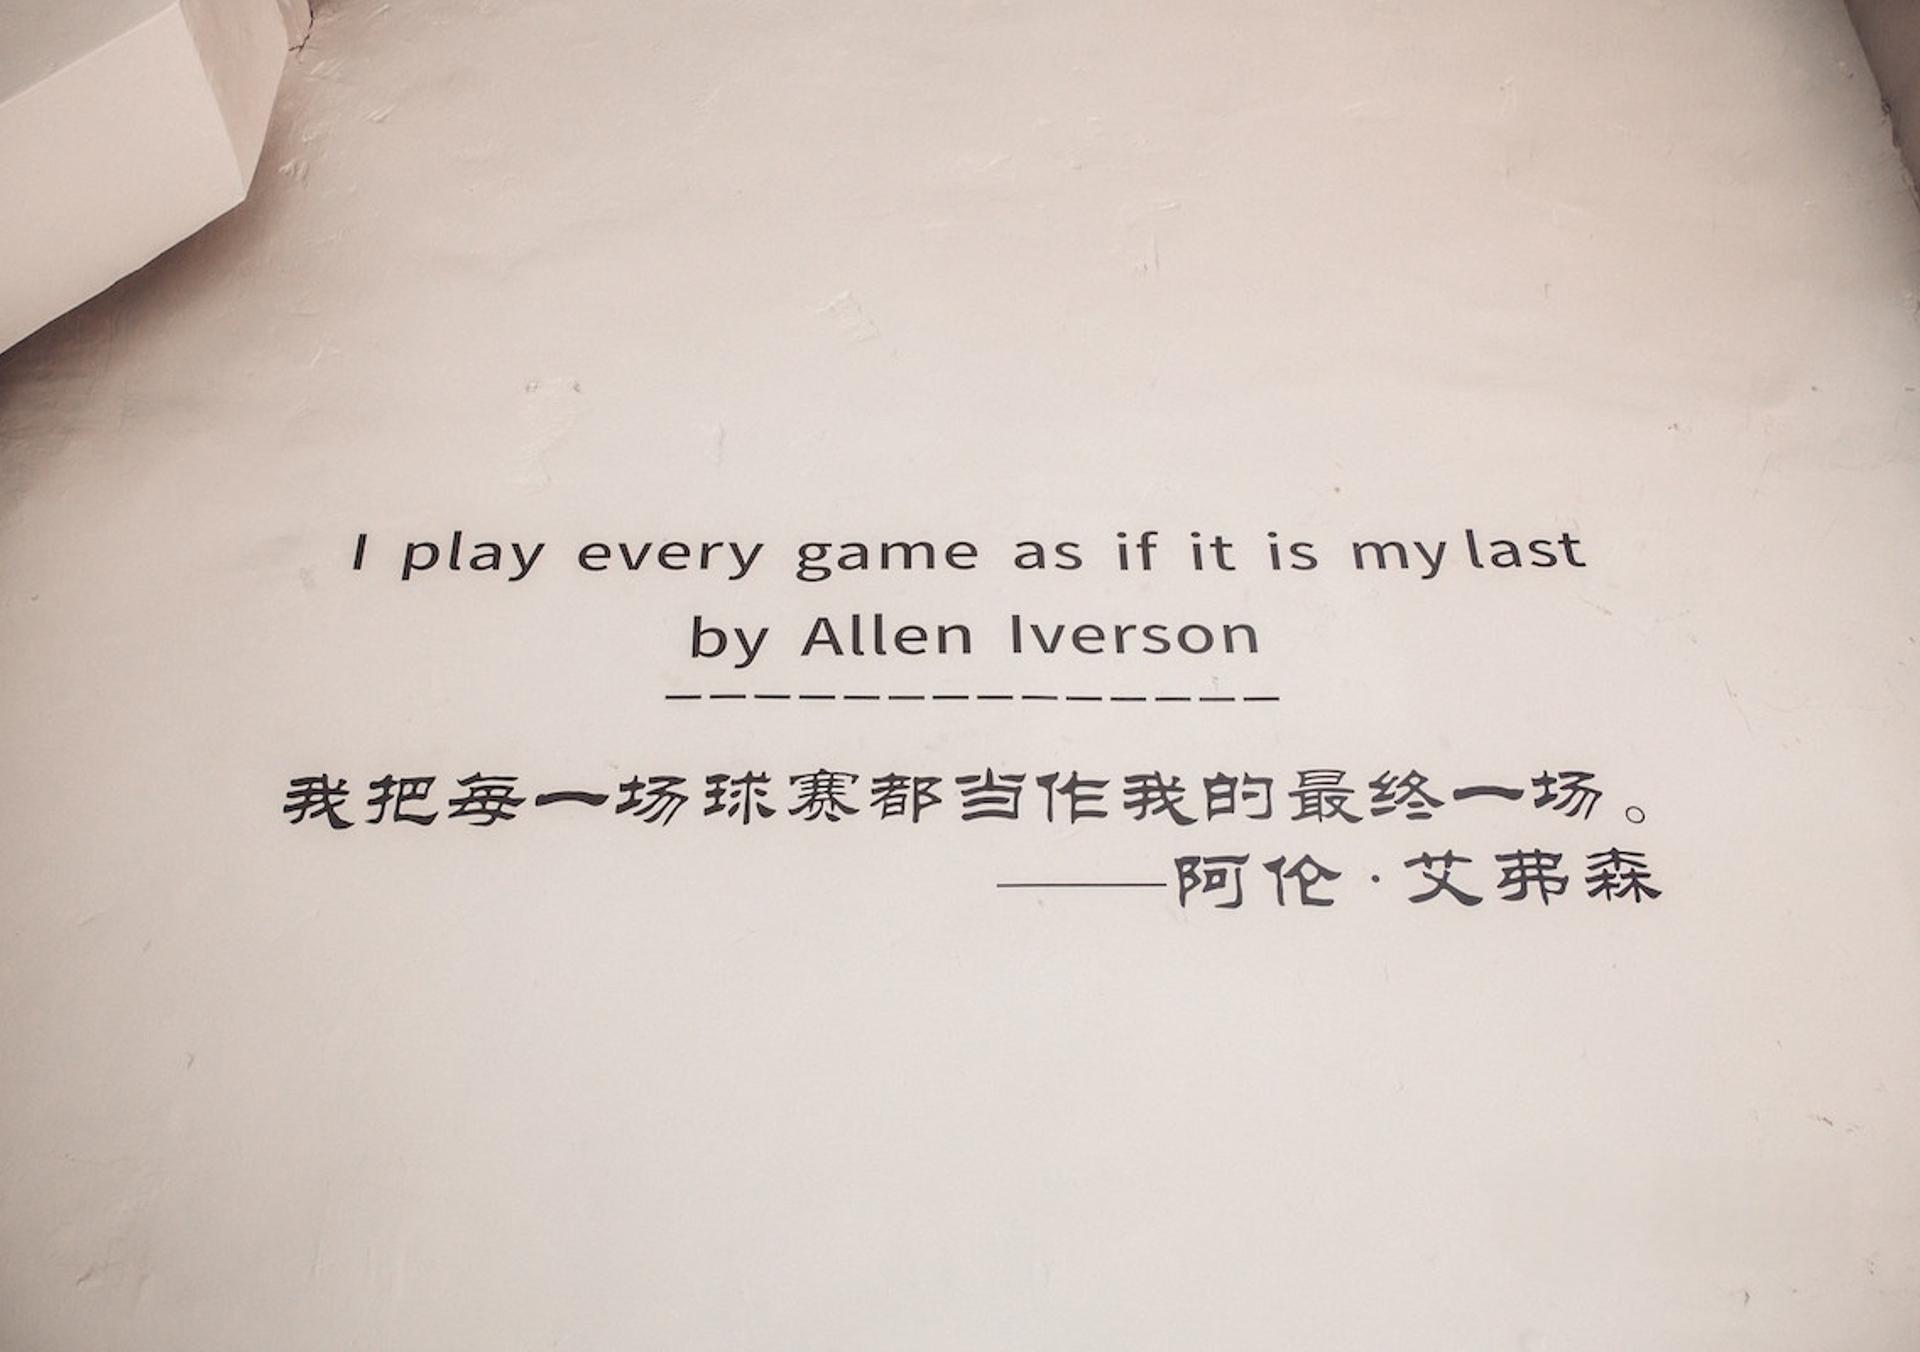 I play every game as if it is my last
by Allen Iverson
———————————————
我把每一场球赛都当作我的最终一场。
——阿伦·艾弗森